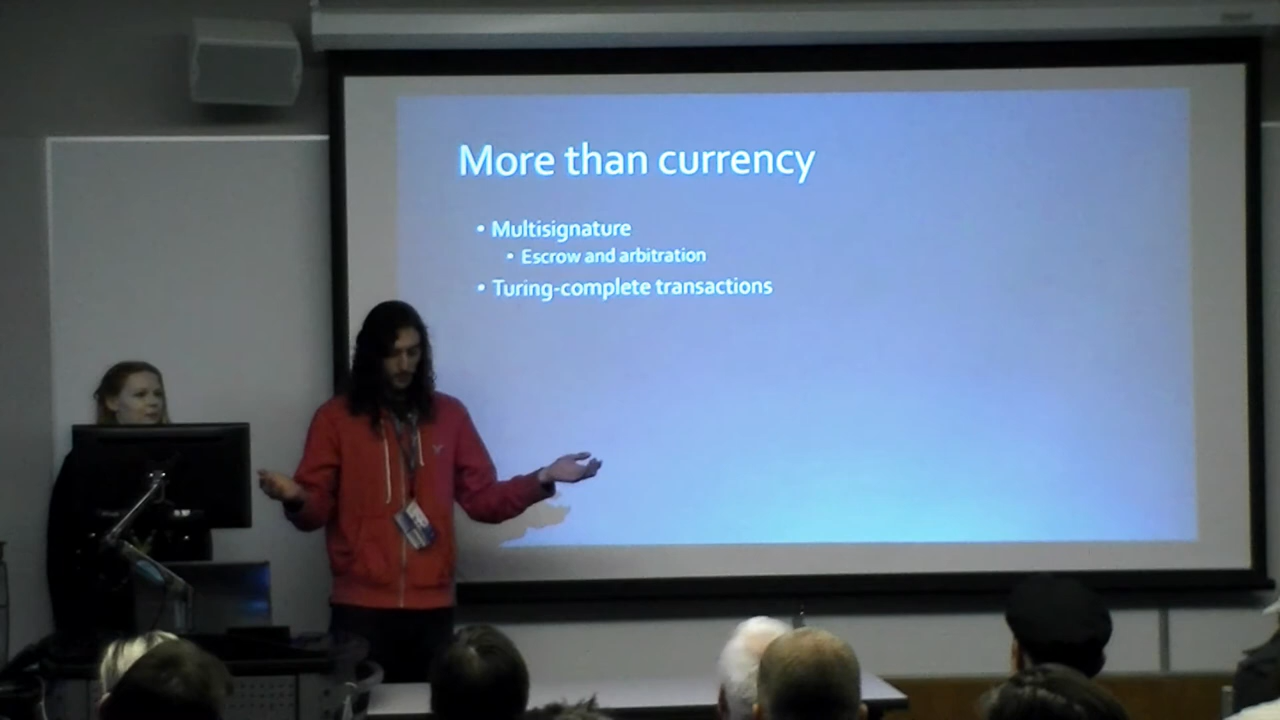 More than currency
• Multisignature
• Escrow and arbitration
• Turing-complete transactions